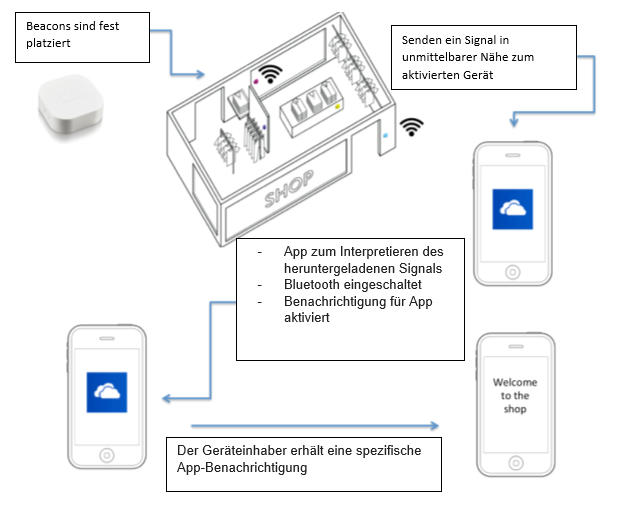 Beacons sind fest
platziert
Senden ein Signal in
unmittelbarer Nähe zum
aktivierten Gerät
SHOP
- App zum Interpretieren des
heruntergeladenen Signals
- Bluetooth eingeschaltet
- Benachrichtigung für App
aktiviert
Welcome
to the
shop
Der Geräteinhaber erhält eine spezifische
App-Benachrichtigung